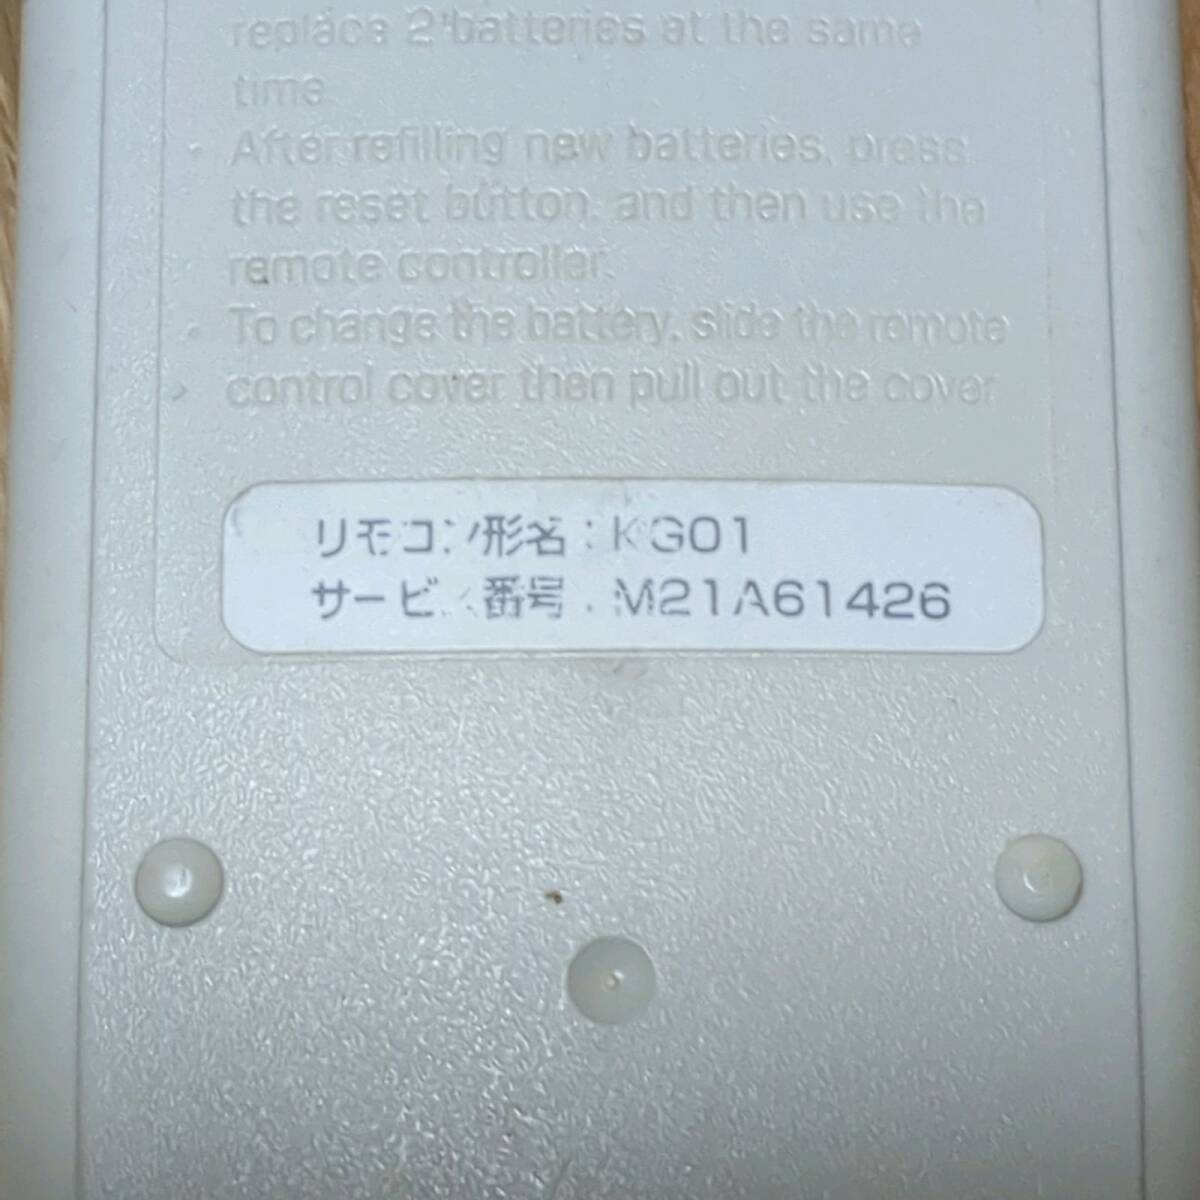 replace 2 batteries at the same
time
・After refilling new batteries, press
the reset button, and then use the
remote controller.
・To change the battery, slide the remote
control cover then pull out the cover
リモコン形名：KG01
サービス番号：M21A61426